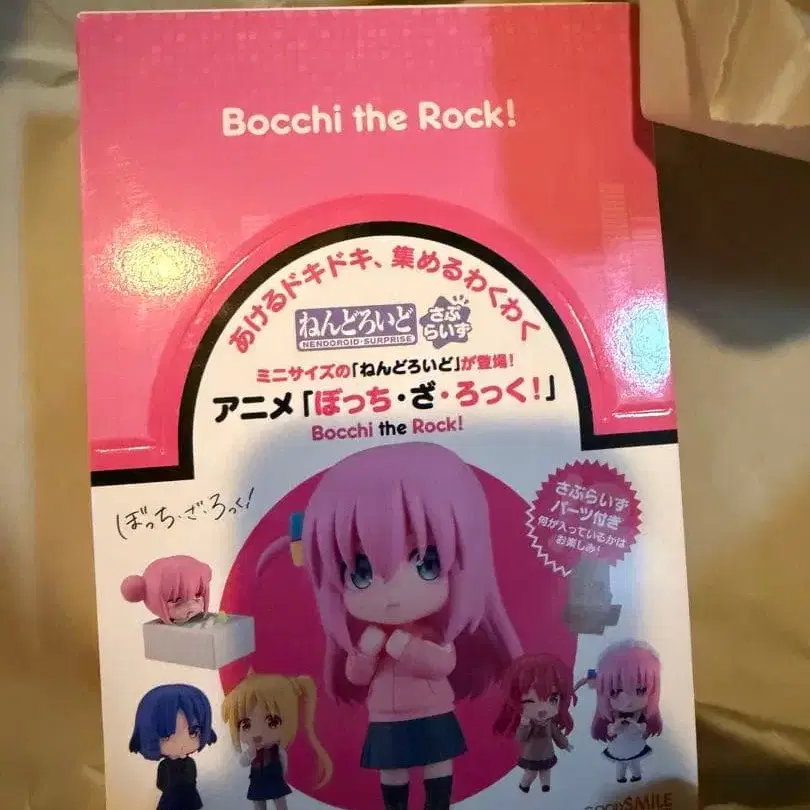 Bocchi the Rock!
あけるドキドキ、集めるわくわく
ねんどろいど
NENDOROID・SURPRISE
さぷ
らいず
ミニサイズの「ねんどろいど」が登場!
アニメ「ぼっち・ざ・ろっく!」
Bocchi the Rock!
ぼっち・ざ・ろっく!
さぷらいず
パーツ付き
何が入っているかは
お楽しみ!
GOOD SMILE